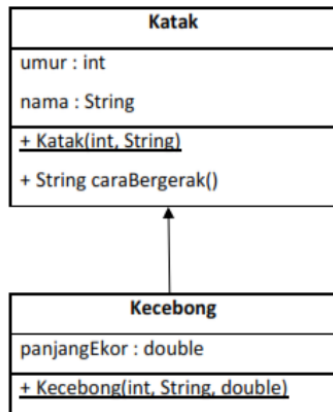 Katak
umur : int
nama : String
+ Katak(int, String)
+ String caraBergerak()
Kecebong
panjangEkor : double
+ Kecebong(int, String, double)